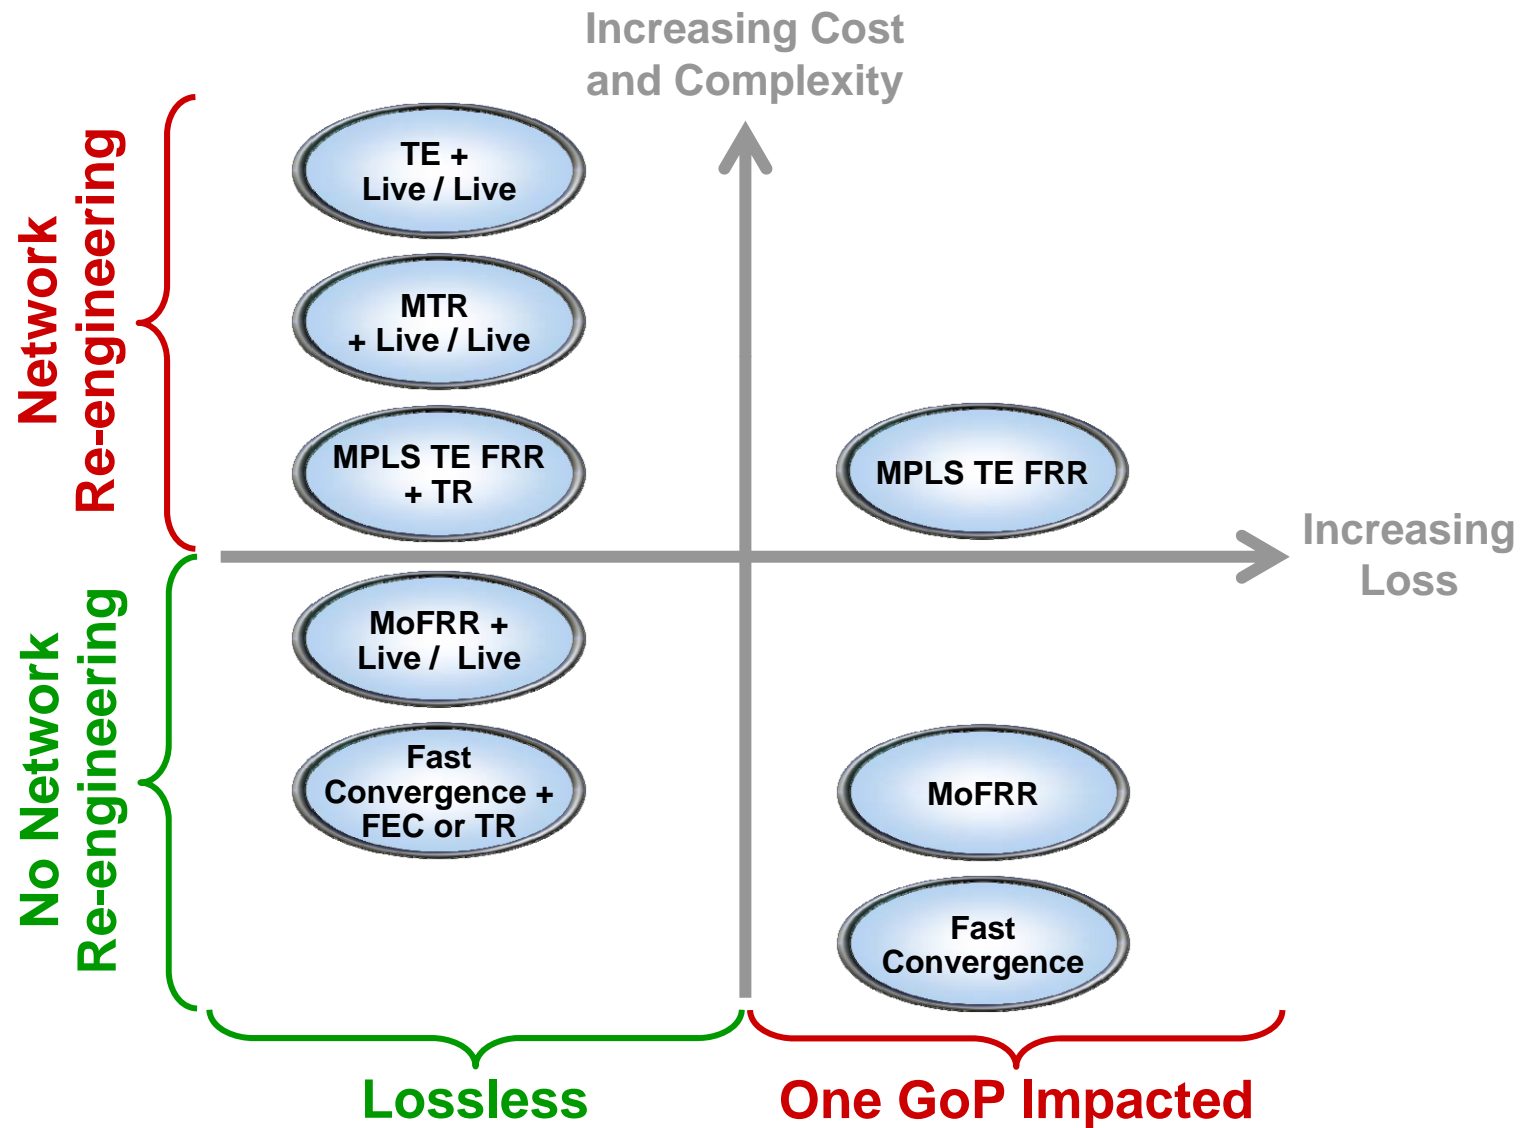 Increasing Cost
and Complexity
Network
Re-engineering
TE +
Live / Live
MTR
+ Live / Live
MPLS TE FRR
+ TR
MPLS TE FRR
Increasing
Loss
No Network
Re-engineering
MoFRR +
Live / Live
Fast
Convergence +
FEC or TR
MoFRR
Fast
Convergence
Lossless
One GoP Impacted